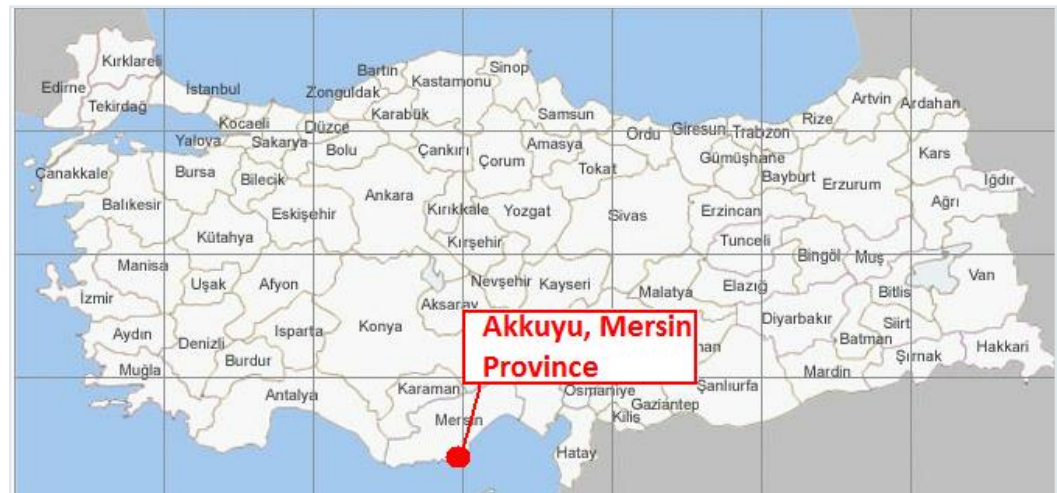 Kırklareli
Edirne
Tekirdağ
İstanbul
Kocaeli
Yalova
Sakarya
Düzçe
Zonguldak
Bartın
Karabük
Kastamonu
Sinop
Bolu
Çankırı
Çorum
Samsun
Amasya
Tokat
Ordu
Giresun
Trabzon
Rize
Artvin
Ardahan
Gümüşhane
Bayburt
Erzurum
Kars
Iğdır
Ağrı
Çanakkale
Balıkesir
Bursa
Bilecik
Kütahya
Eskişehir
Ankara
Kırıkkale
Yozgat
Kırşehir
Sivas
Erzincan
Tunceli
Bingöl
Muş
Van
Bitlis
Manisa
İzmir
Uşak
Afyon
Aksaray
Nevşehir
Kayseri
Malatya
Elazığ
Diyarbakır
Batman
Siirt
Şırnak
Hakkari
Mardin
Aydın
Denizli
Muğla
Burdur
Isparta
Konya
Antalya
Karaman
Mersin
Akkuyu, Mersin
Province
Osmaniye
Gaziantep
Kilis
Şanlıurfa
Hatay